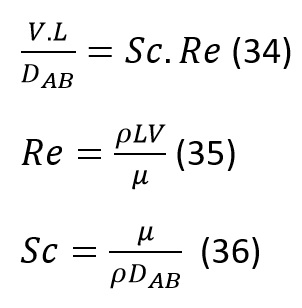 V.L / D_AB = Sc.Re (34)
Re = ρLV / μ (35)
Sc = μ / ρD_AB (36)